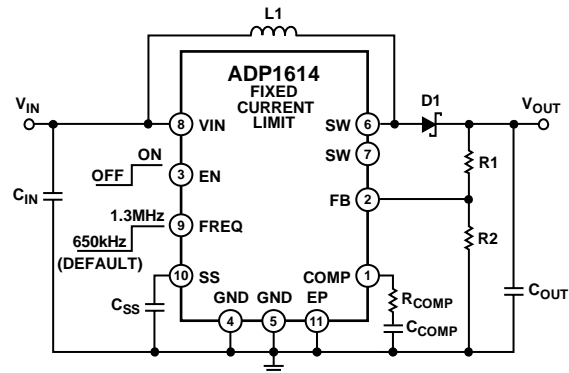 L1
ADP1614
FIXED
CURRENT
LIMIT
D1
VIN
VOUT
8 VIN
SW 6
SW 7
ON
OFF
3 EN
R1
CIN
FB 2
1.3MHz
9 FREQ
650kHz
(DEFAULT)
R2
10 SS
COMP 1
CSS
GND GND EP
4 5 11
RCOMP
CCOMP
COUT